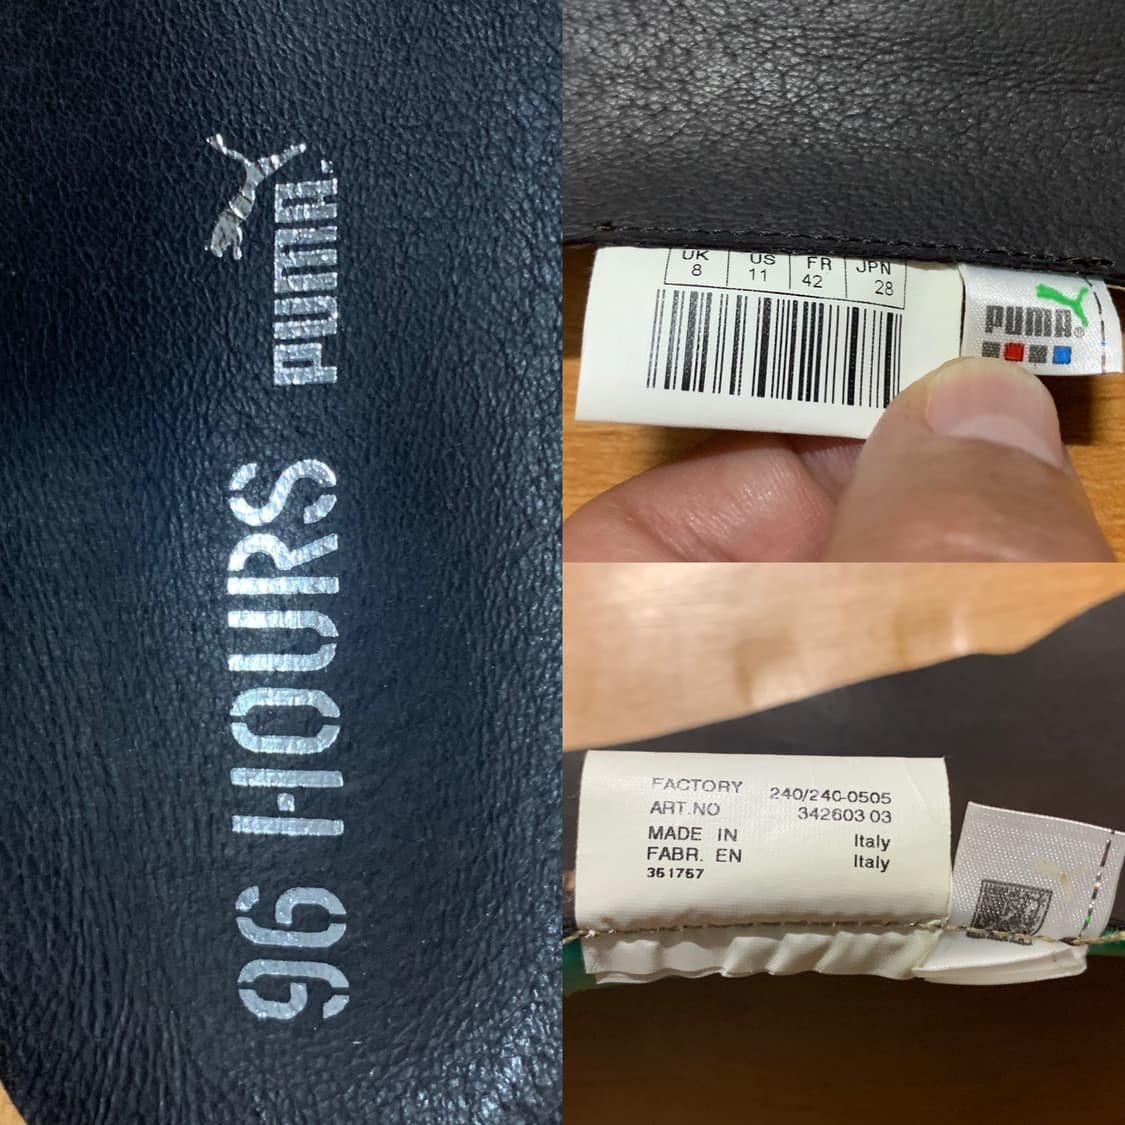 PUMA
96 HOURS
UK US FR JPN
8 11 42 28
PUMA®
FACTORY 240/240-0505
ART.NO 342603 03
MADE IN Italy
FABR. EN Italy
361757